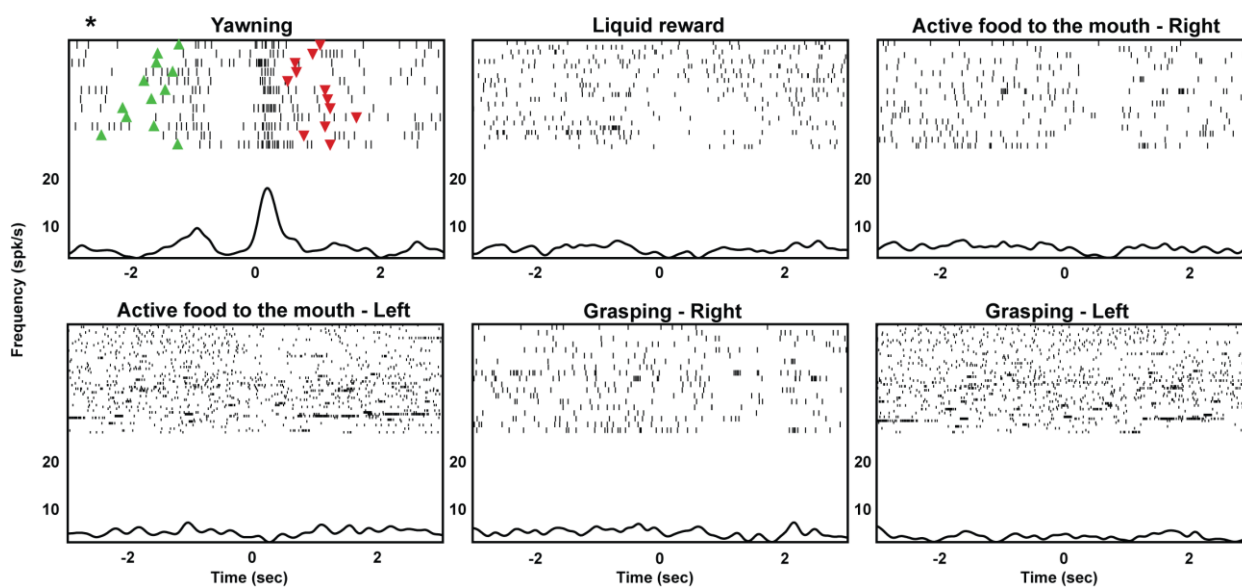 *
Yawning
Liquid reward
Active food to the mouth - Right
20
10
-2 0 2
20
10
-2 0 2
20
10
-2 0 2
Frequency (spk/s)
Active food to the mouth - Left
Grasping - Right
Grasping - Left
20
10
-2 0 2
20
10
-2 0 2
20
10
-2 0 2
Time (sec)
Time (sec)
Time (sec)